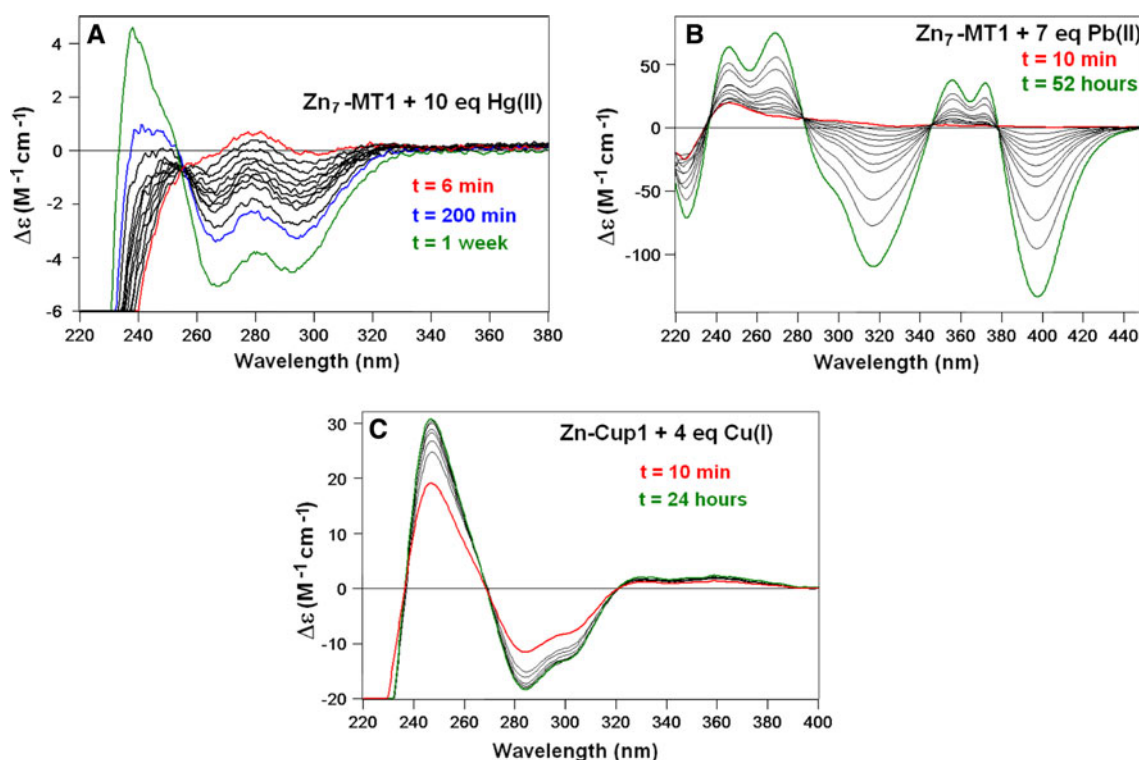 A
Zn₇ -MT1 + 10 eq Hg(II)
t = 6 min
t = 200 min
t = 1 week
4
2
0
-2
-4
-6
Δε (M⁻¹ cm⁻¹)
220 240 260 280 300 320 340 360 380
Wavelength (nm)
B
Zn₇ -MT1 + 7 eq Pb(II)
t = 10 min
t = 52 hours
50
0
-50
-100
Δε (M⁻¹ cm⁻¹)
220 240 260 280 300 320 340 360 380 400 420 440
Wavelength (nm)
C
Zn-Cup1 + 4 eq Cu(I)
t = 10 min
t = 24 hours
30
20
10
0
-10
-20
Δε (M⁻¹ cm⁻¹)
220 240 260 280 300 320 340 360 380 400
Wavelength (nm)